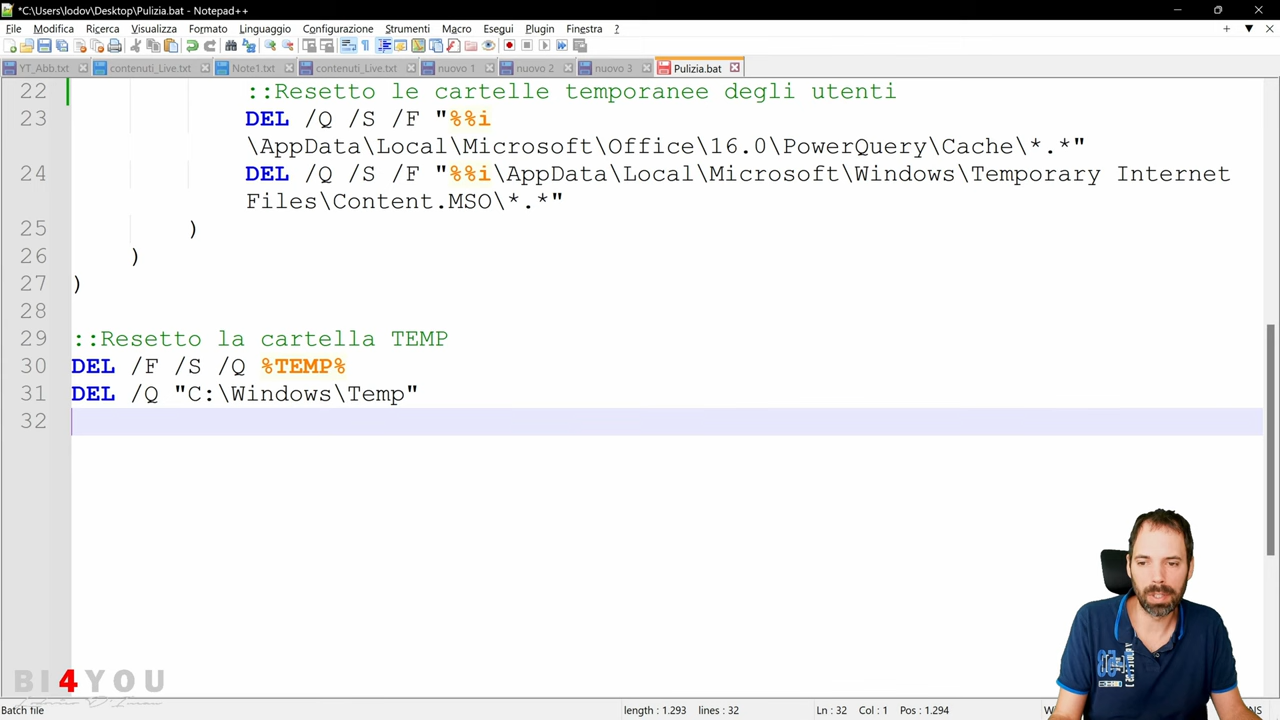 *C:\Users\lodov\Desktop\Pulizia.bat - Notepad++
File Modifica Ricerca Visualizza Formato Linguaggio Configurazione Strumenti Macro Esegui Plugin Finestra ?
YT_Abb.txt contenuti_Live.txt Note1.txt contenuti_Live.txt nuovo 1 nuovo 2 nuovo 3 Pulizia.bat
22 ::Resetto le cartelle temporanee degli utenti
23 DEL /Q /S /F "%%i
\AppData\Local\Microsoft\Office\16.0\PowerQuery\Cache\*.*"
24 DEL /Q /S /F "%%i\AppData\Local\Microsoft\Windows\Temporary Internet
Files\Content.MSO\*.*"
25 )
26 )
27 )
28
29 ::Resetto la cartella TEMP
30 DEL /F /S /Q %TEMP%
31 DEL /Q "C:\Windows\Temp"
32
BI4YOU
Batch file length : 1.293 lines : 32 Ln : 32 Col : 1 Pos : 1.294